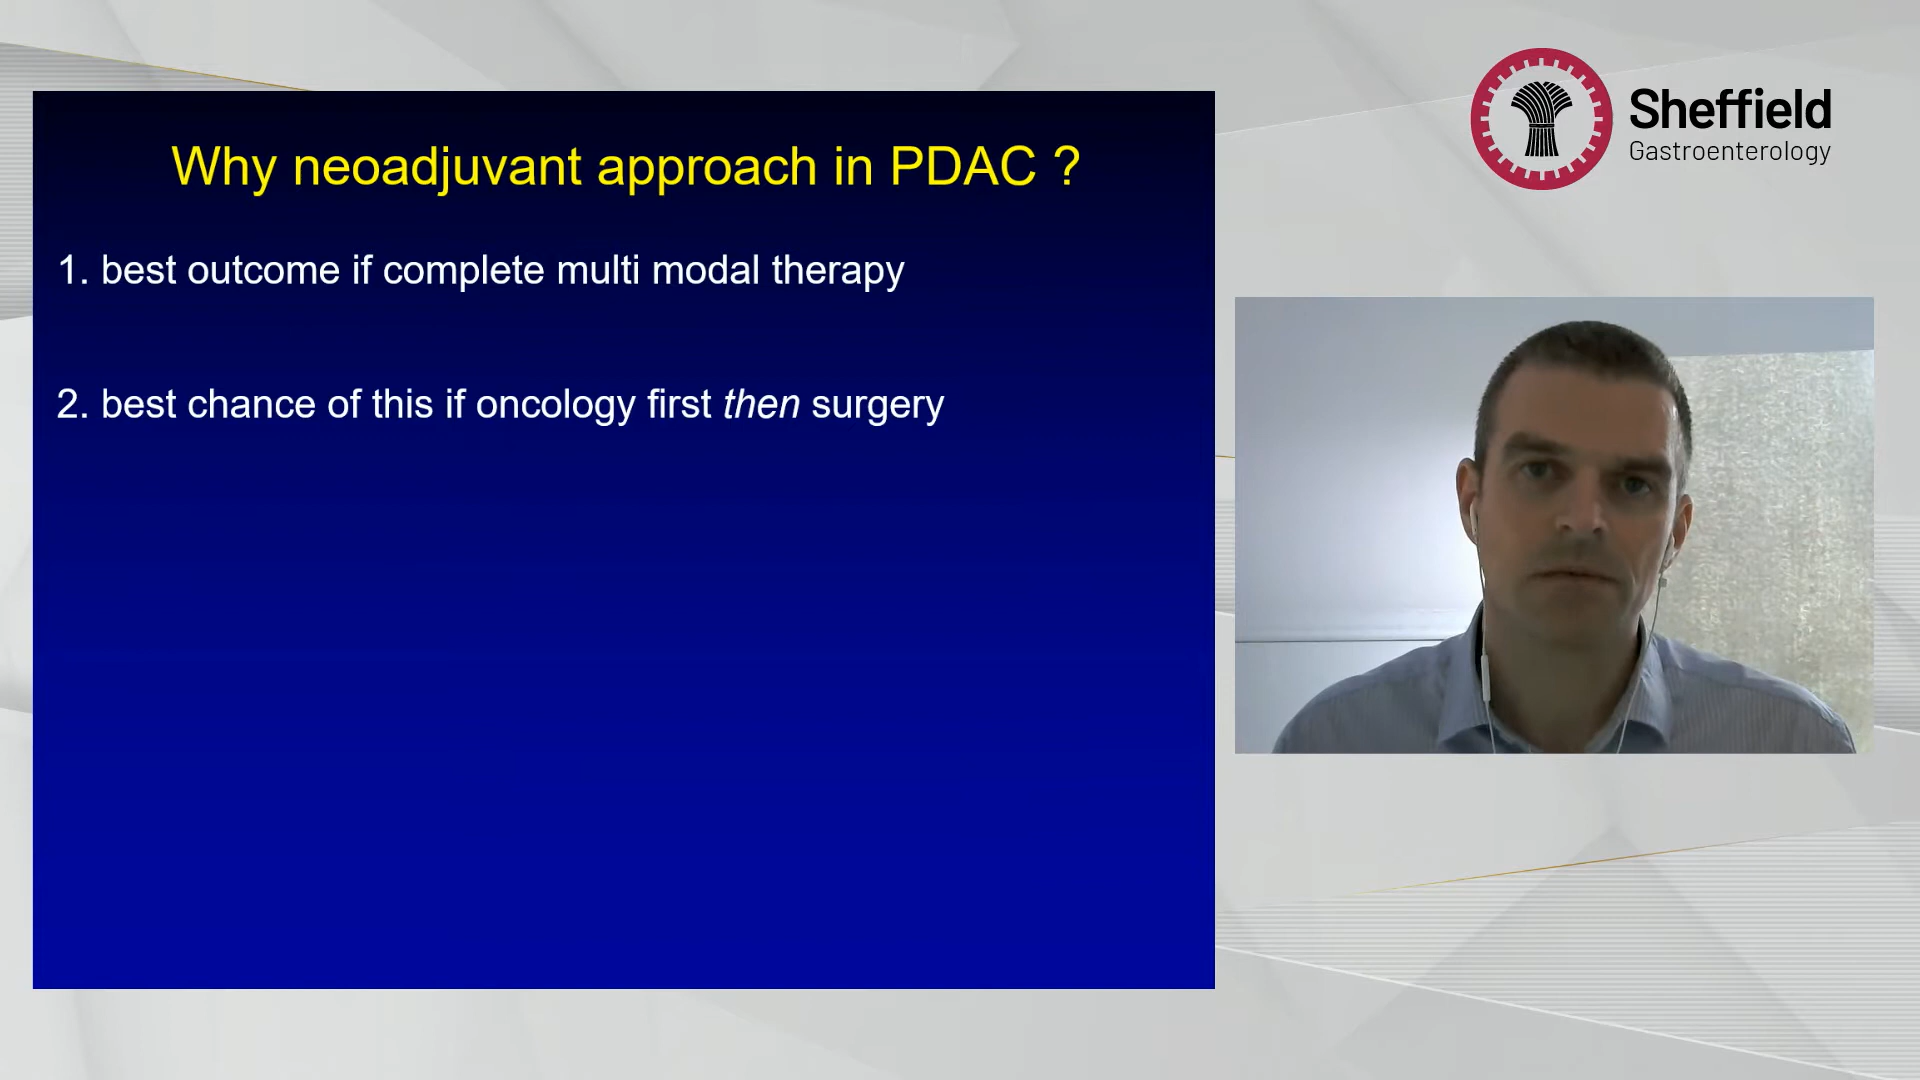 Why neoadjuvant approach in PDAC ?
1. best outcome if complete multi modal therapy
2. best chance of this if oncology first then surgery
Sheffield
Gastroenterology